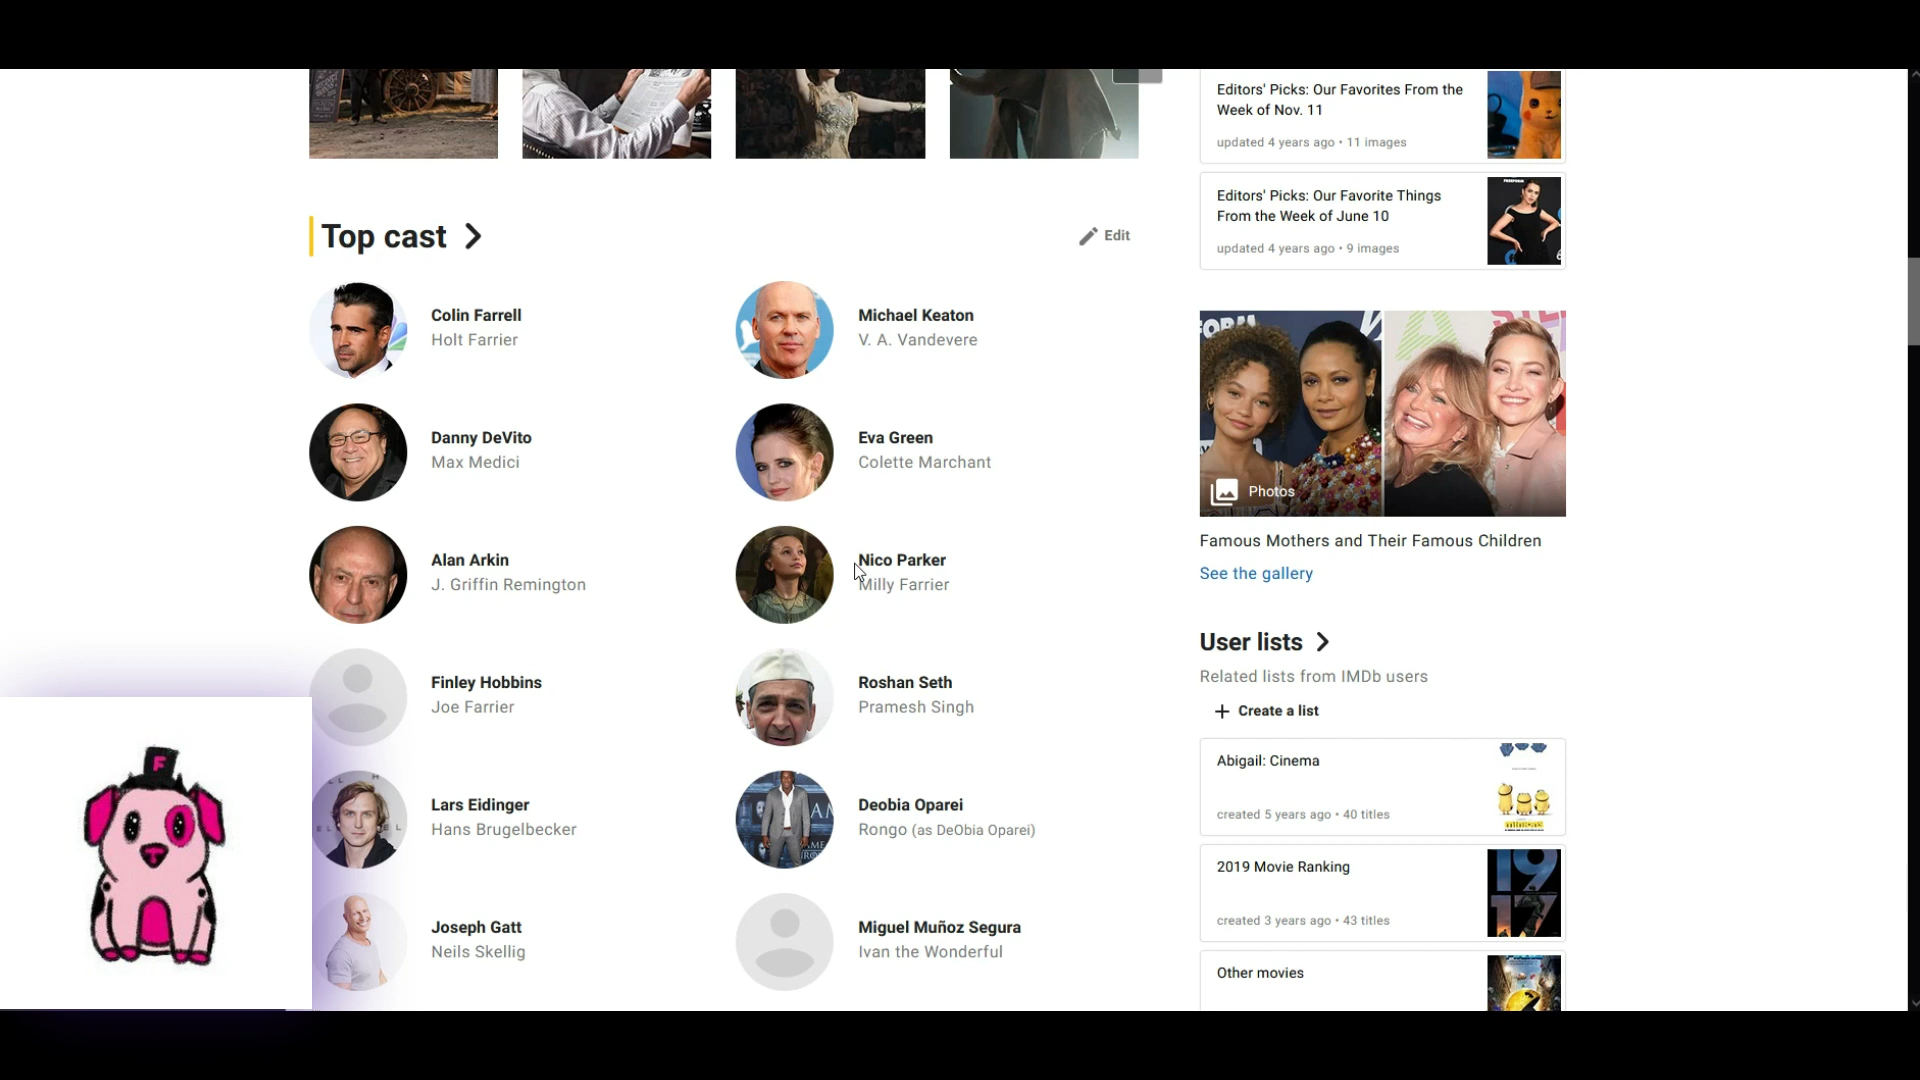 Editors' Picks: Our Favorites From the
Week of Nov. 11
updated 4 years ago • 11 images
Editors' Picks: Our Favorite Things
From the Week of June 10
updated 4 years ago • 9 images
Top cast
Edit
Colin Farrell
Holt Farrier
Michael Keaton
V. A. Vandevere
Danny DeVito
Max Medici
Eva Green
Colette Marchant
Alan Arkin
J. Griffin Remington
Nico Parker
Milly Farrier
Finley Hobbins
Joe Farrier
Roshan Seth
Pramesh Singh
Lars Eidinger
Hans Brugelbecker
Deobia Oparei
Rongo (as DeObia Oparei)
Joseph Gatt
Neils Skellig
Miguel Muñoz Segura
Ivan the Wonderful
Photos
Famous Mothers and Their Famous Children
See the gallery
User lists
Related lists from IMDb users
+ Create a list
Abigail: Cinema
created 5 years ago • 40 titles
2019 Movie Ranking
created 3 years ago • 43 titles
19
17
Other movies
F